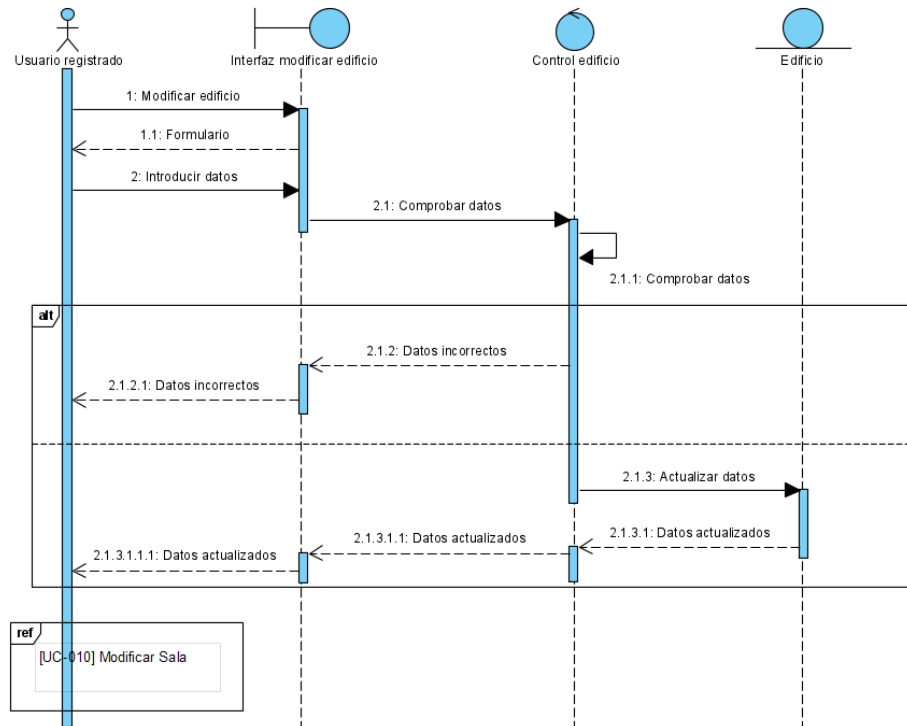 Usuario registrado
Interfaz modificar edificio
Control edificio
Edificio
1: Modificar edificio
1.1: Formulario
2: Introducir datos
2.1: Comprobar datos
2.1.1: Comprobar datos
alt
2.1.2: Datos incorrectos
2.1.2.1: Datos incorrectos
2.1.3: Actualizar datos
2.1.3.1: Datos actualizados
2.1.3.1.1: Datos actualizados
2.1.3.1.1.1: Datos actualizados
ref
[UC-010] Modificar Sala